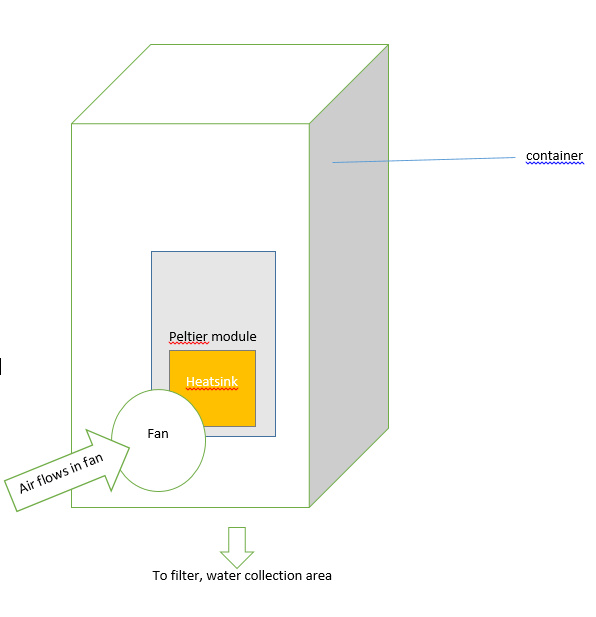 container
Peltier module
Heatsink
Fan
Air flows in fan
To filter, water collection area